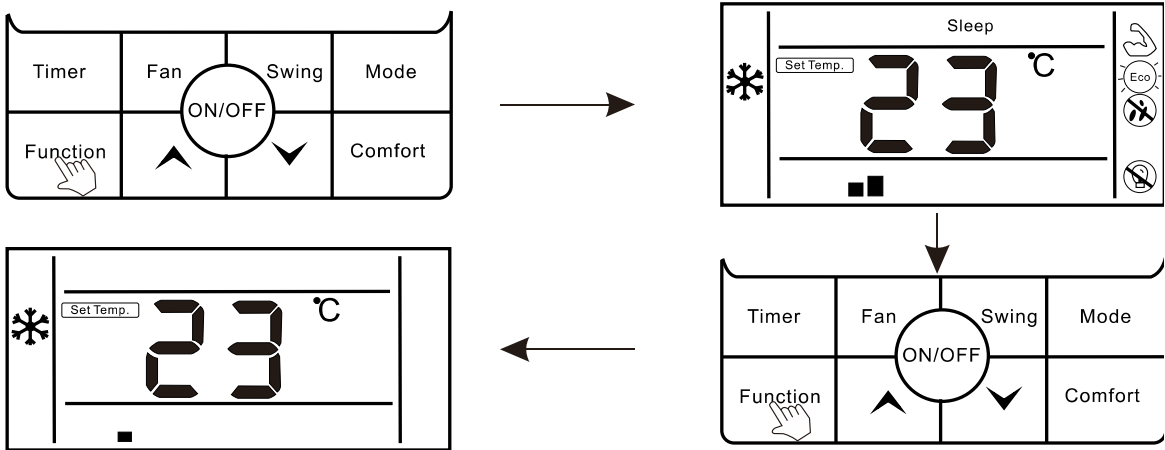 Timer Fan Swing Mode
ON/OFF
Function Comfort
Sleep
Set Temp. 23 °C
Eco
Set Temp. 23 °C
Timer Fan Swing Mode
ON/OFF
Function Comfort